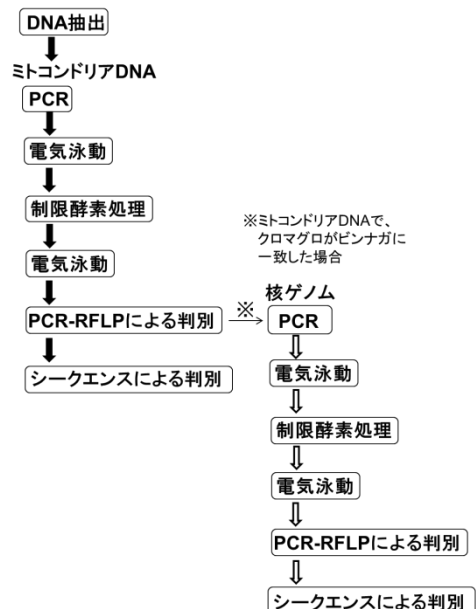 DNA抽出
ミトコンドリアDNA
PCR
電気泳動
制限酵素処理
電気泳動
PCR-RFLPによる判別
シークエンスによる判別
※
※ミトコンドリアDNAで、
クロマグロがビンナガに
一致した場合
核ゲノム
PCR
電気泳動
制限酵素処理
電気泳動
PCR-RFLPによる判別
シークエンスによる判別